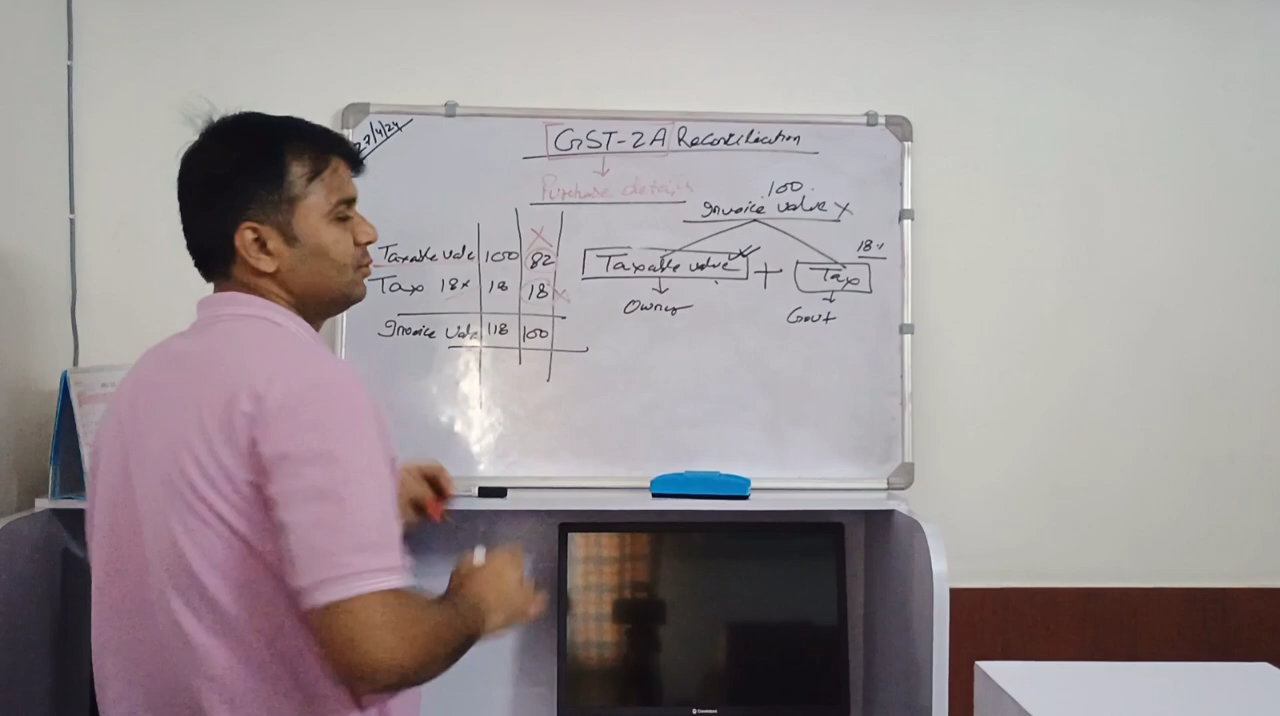 27/4/24
GST-2A Reconciliation
Purchase details
100
Invoice value X
X
Taxable value 100 82
Tax 18% 18 18 X
Invoice Value 118 100
Taxable value + Tax
18%
Owner
Govt